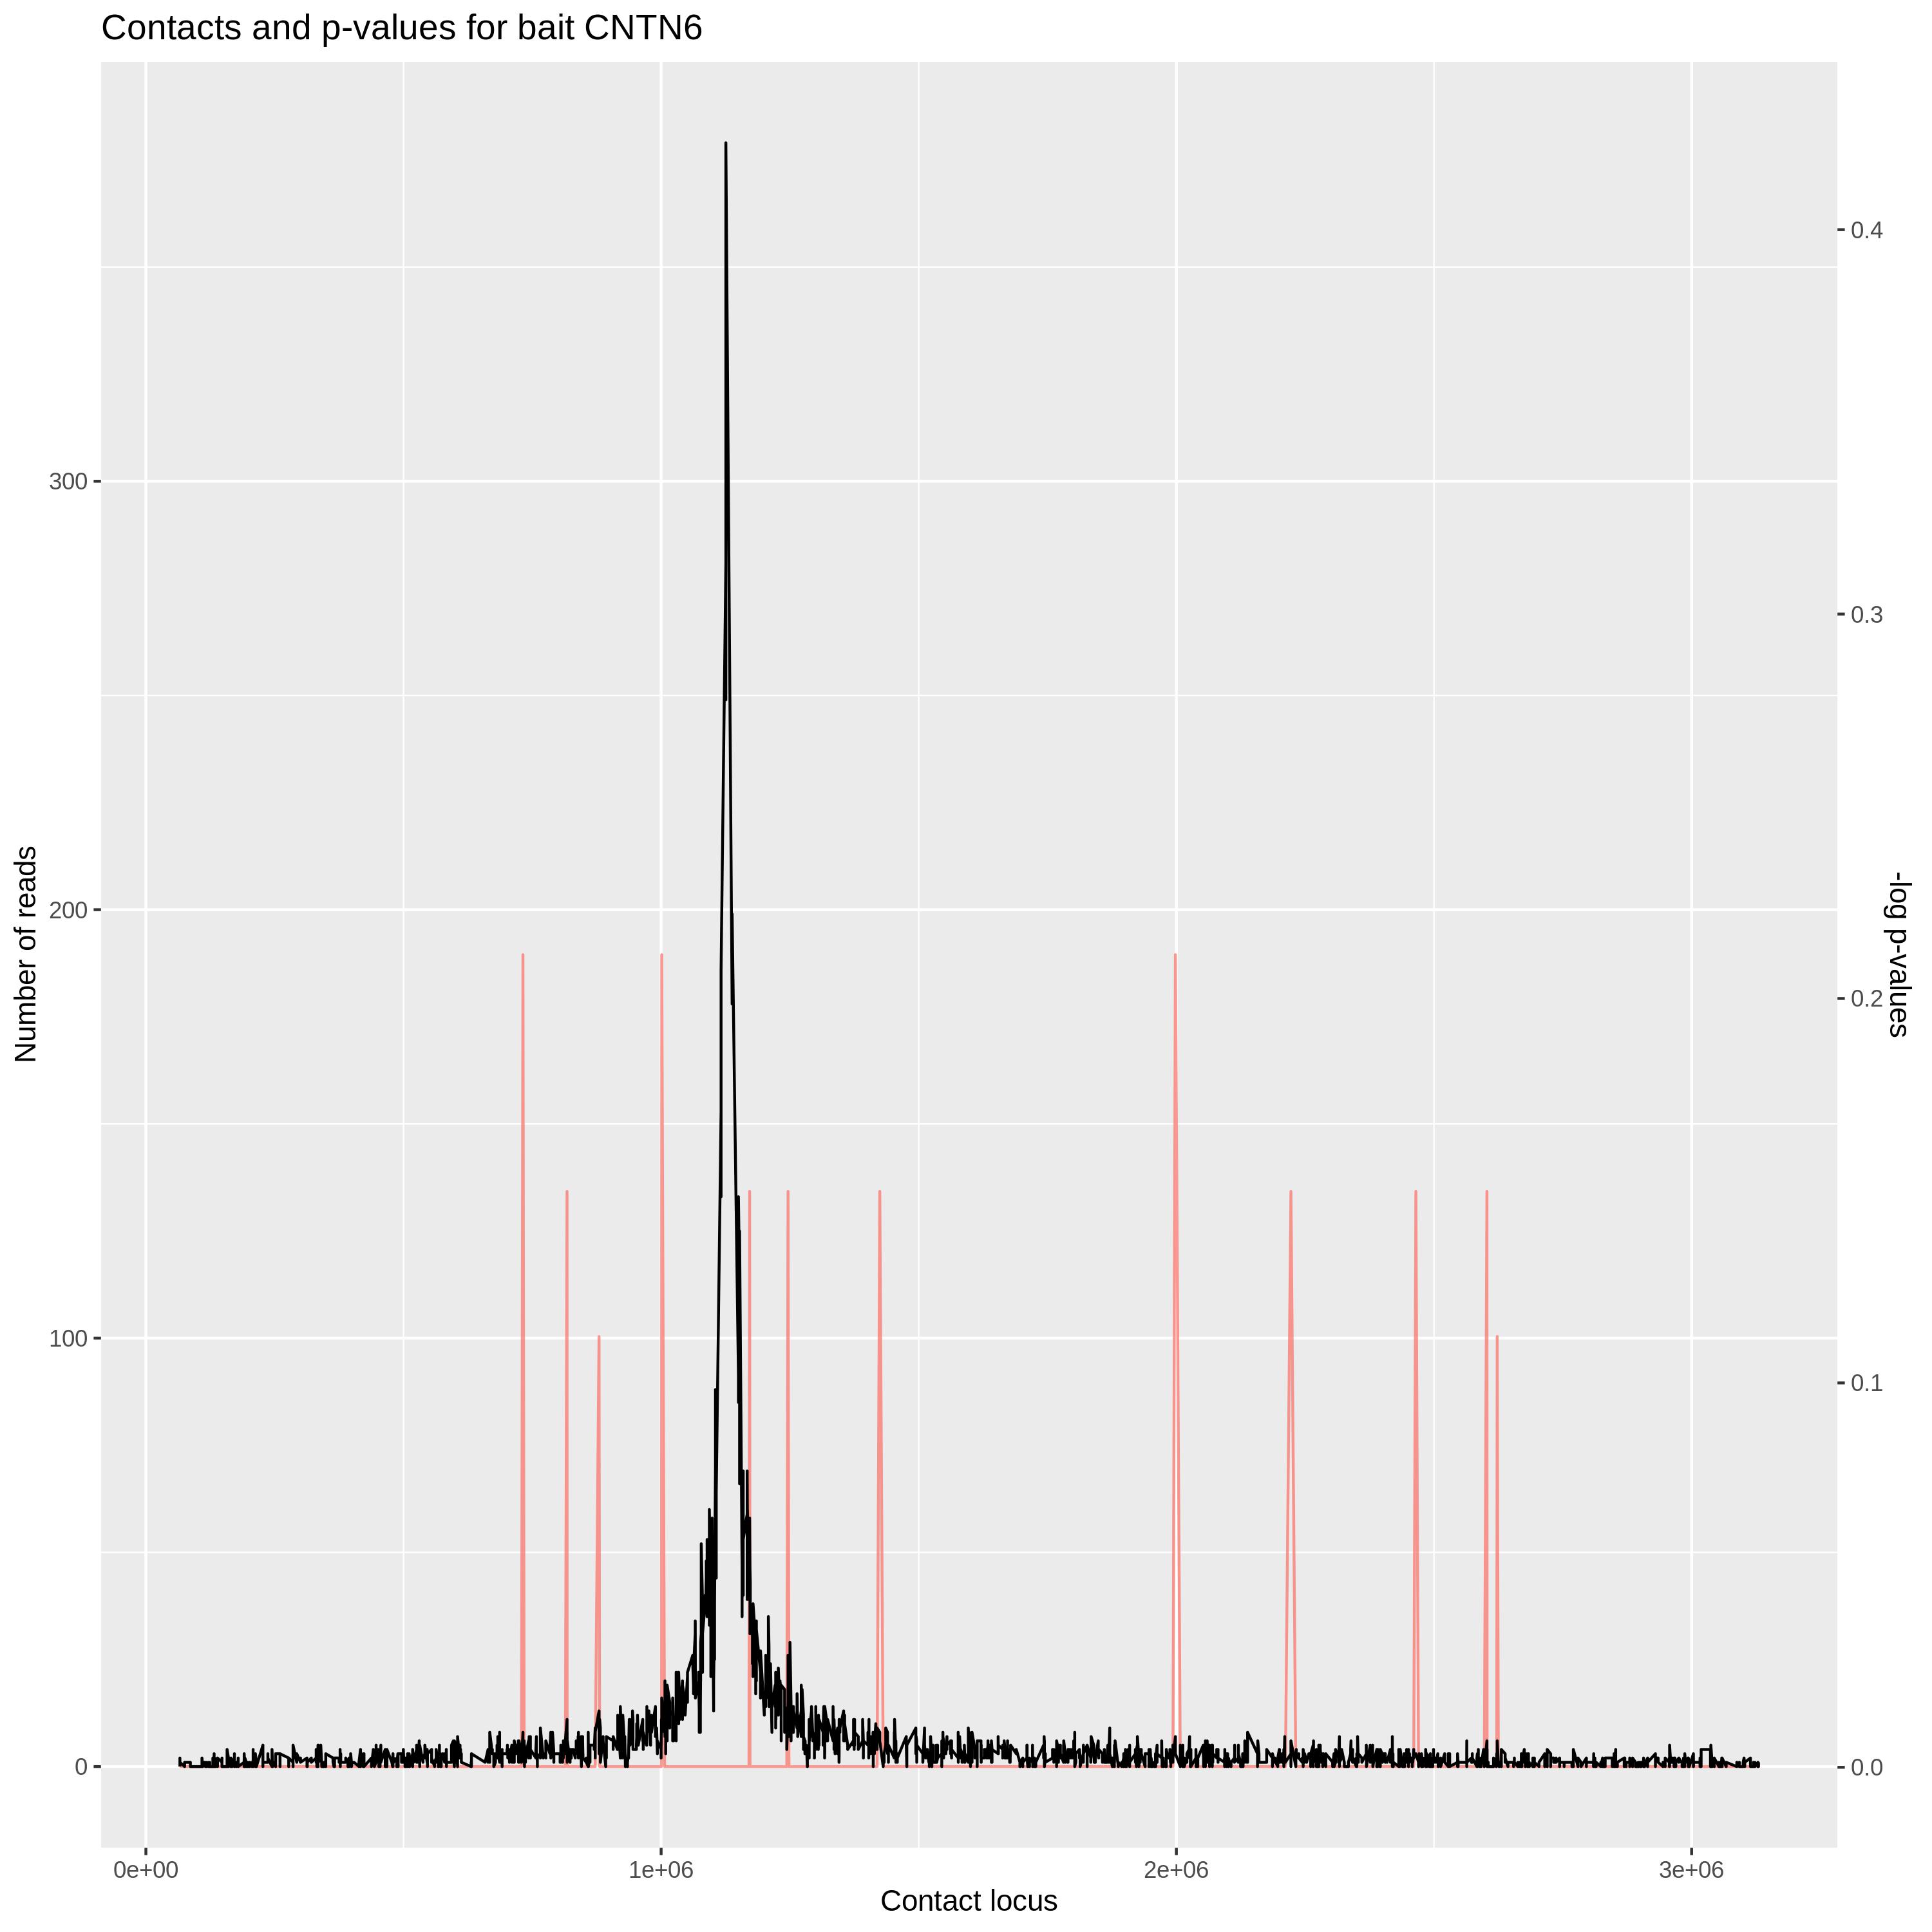 Contacts and p-values for bait CNTN6
Number of reads
300
200
100
0
0.4
0.3
0.2
0.1
0.0
-log p-values
0e+00
1e+06
2e+06
3e+06
Contact locus